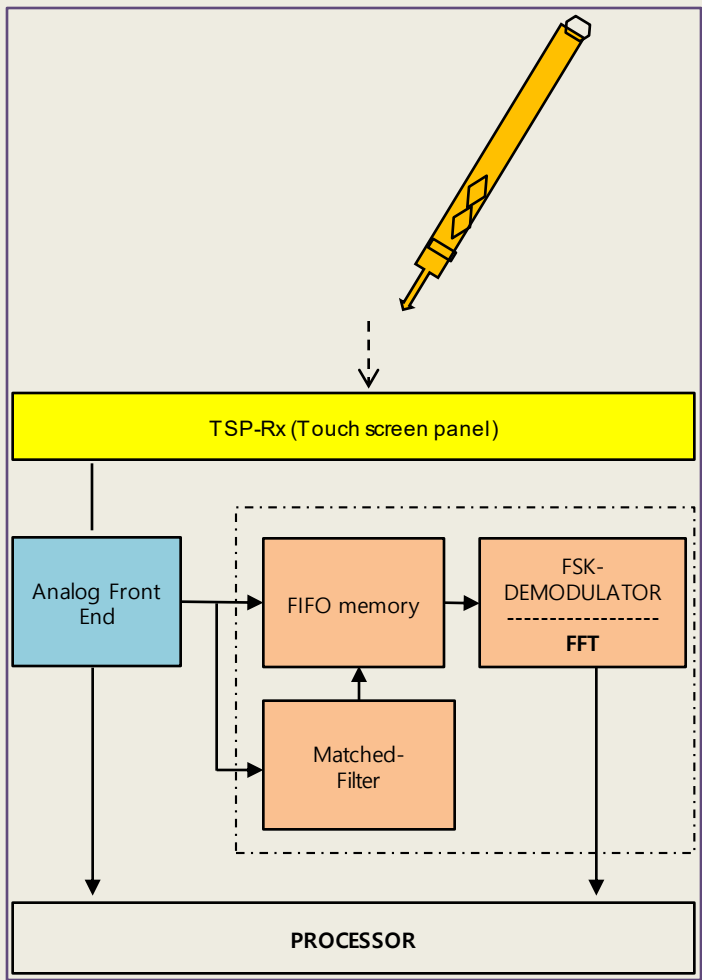 TSP-Rx (Touch screen panel)
Analog Front
End
FIFO memory
FSK-
DEMODULATOR
-------------------
FFT
Matched-
Filter
PROCESSOR